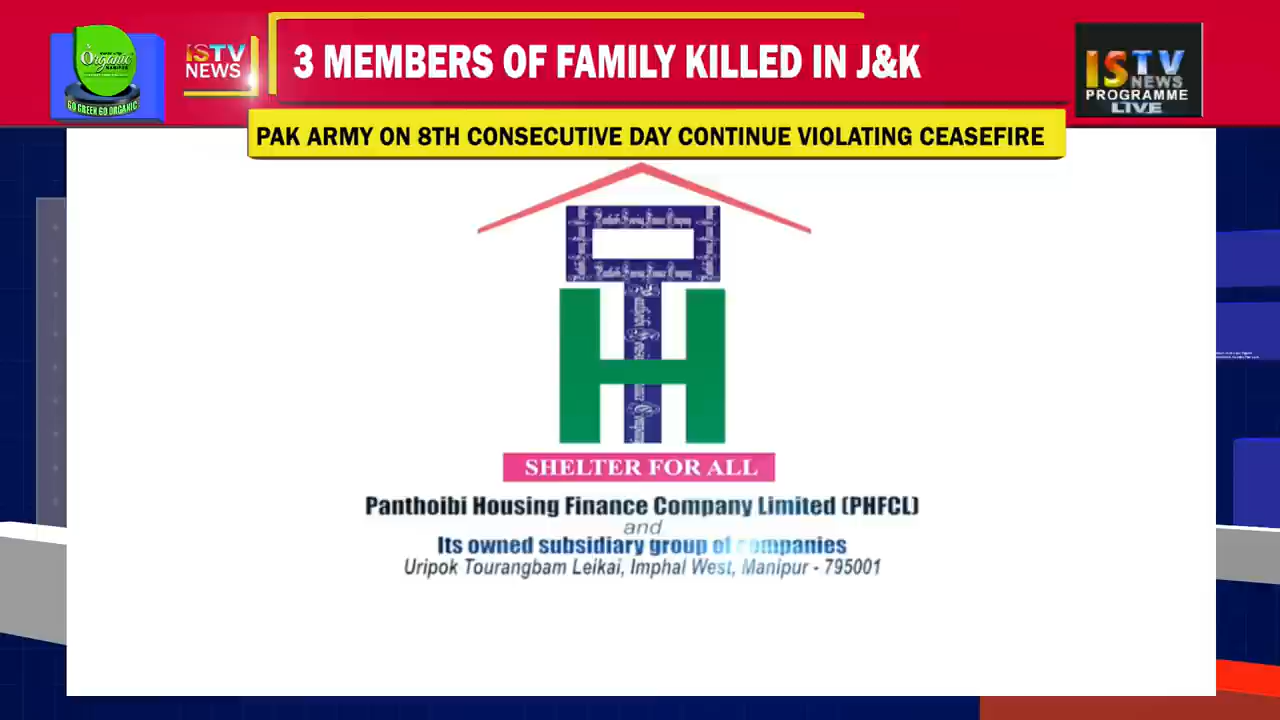 Organic
MANIPUR
GO GREEN GO ORGANIC
ISTV
NEWS
3 MEMBERS OF FAMILY KILLED IN J&K
ISTV
NEWS
PROGRAMME
LIVE
PAK ARMY ON 8TH CONSECUTIVE DAY CONTINUE VIOLATING CEASEFIRE
H
SHELTER FOR ALL
Panthoibi Housing Finance Company Limited (PHFCL)
and
Its owned subsidiary group of companies
Uripok Tourangbam Leikai, Imphal West, Manipur - 795001